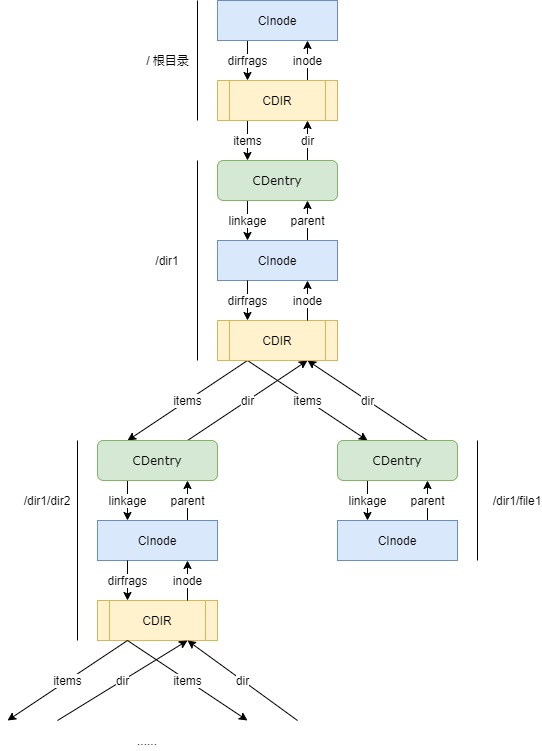 CInode
dirfrags
inode
/ 根目录
CDIR
items
dir
CDentry
linkage
parent
/dir1
CInode
dirfrags
inode
CDIR
items
dir
items
dir
CDentry
CDentry
/dir1/dir2
linkage
parent
linkage
parent
/dir1/file1
CInode
CInode
dirfrags
inode
CDIR
items
dir
items
dir
......